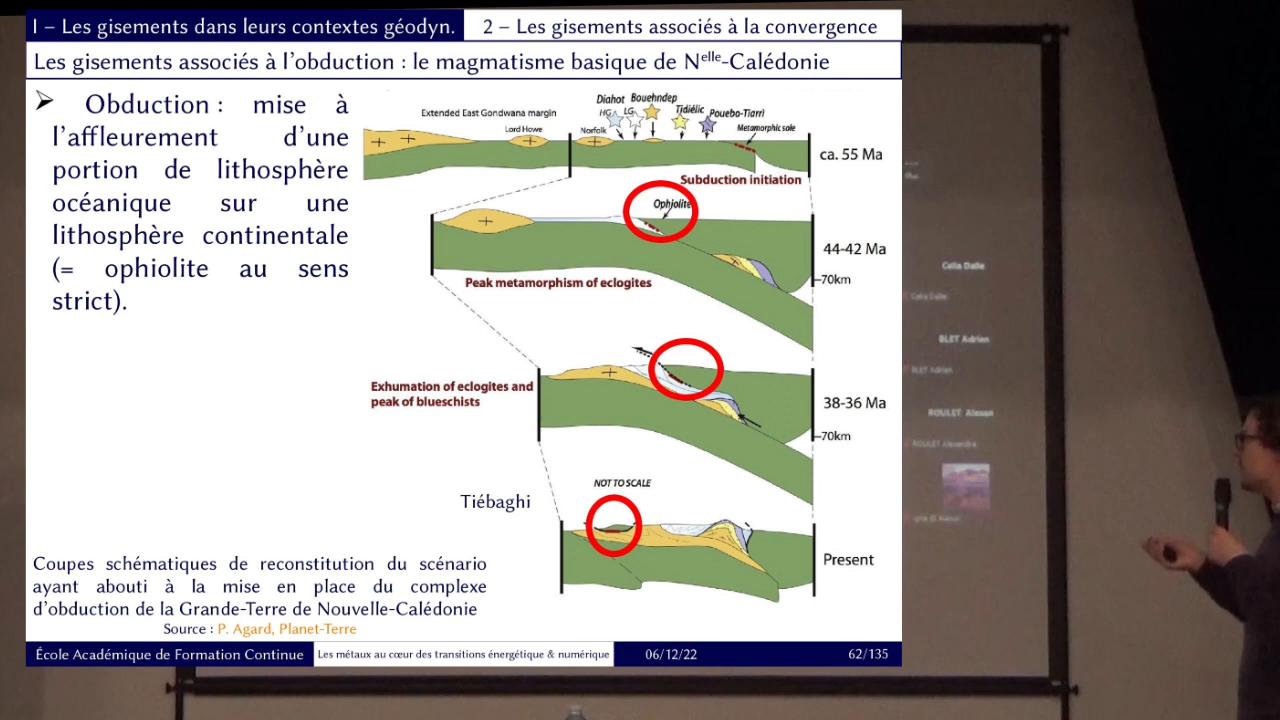 I – Les gisements dans leurs contextes géodyn.
2 – Les gisements associés à la convergence
Les gisements associés à l'obduction : le magmatisme basique de Nelle-Calédonie
➤ Obduction : mise à
l'affleurement d'une
portion de lithosphère
océanique sur une
lithosphère continentale
(= ophiolite au sens
strict).
Diahot
Bouehndep
HG
LG
Tidiélic
Pouebo-Tiari
Extended East Gondwana margin
Lord Howe
Norfolk
Metamorphic sole
ca. 55 Ma
Subduction initiation
Ophiolite
44-42 Ma
70km
Peak metamorphism of eclogites
Exhumation of eclogites and
peak of blueschists
38-36 Ma
70km
NOT TO SCALE
Tiébaghi
Present
Coupes schématiques de reconstitution du scénario
ayant abouti à la mise en place du complexe
d'obduction de la Grande-Terre de Nouvelle-Calédonie
Source : P. Agard, Planet-Terre
École Académique de Formation Continue
Les métaux au cœur des transitions énergétique & numérique
06/12/22
62/135
Celia Dalle
Celia Dalle
BLET Adrien
BLET Adrien
ROULET
ROULET